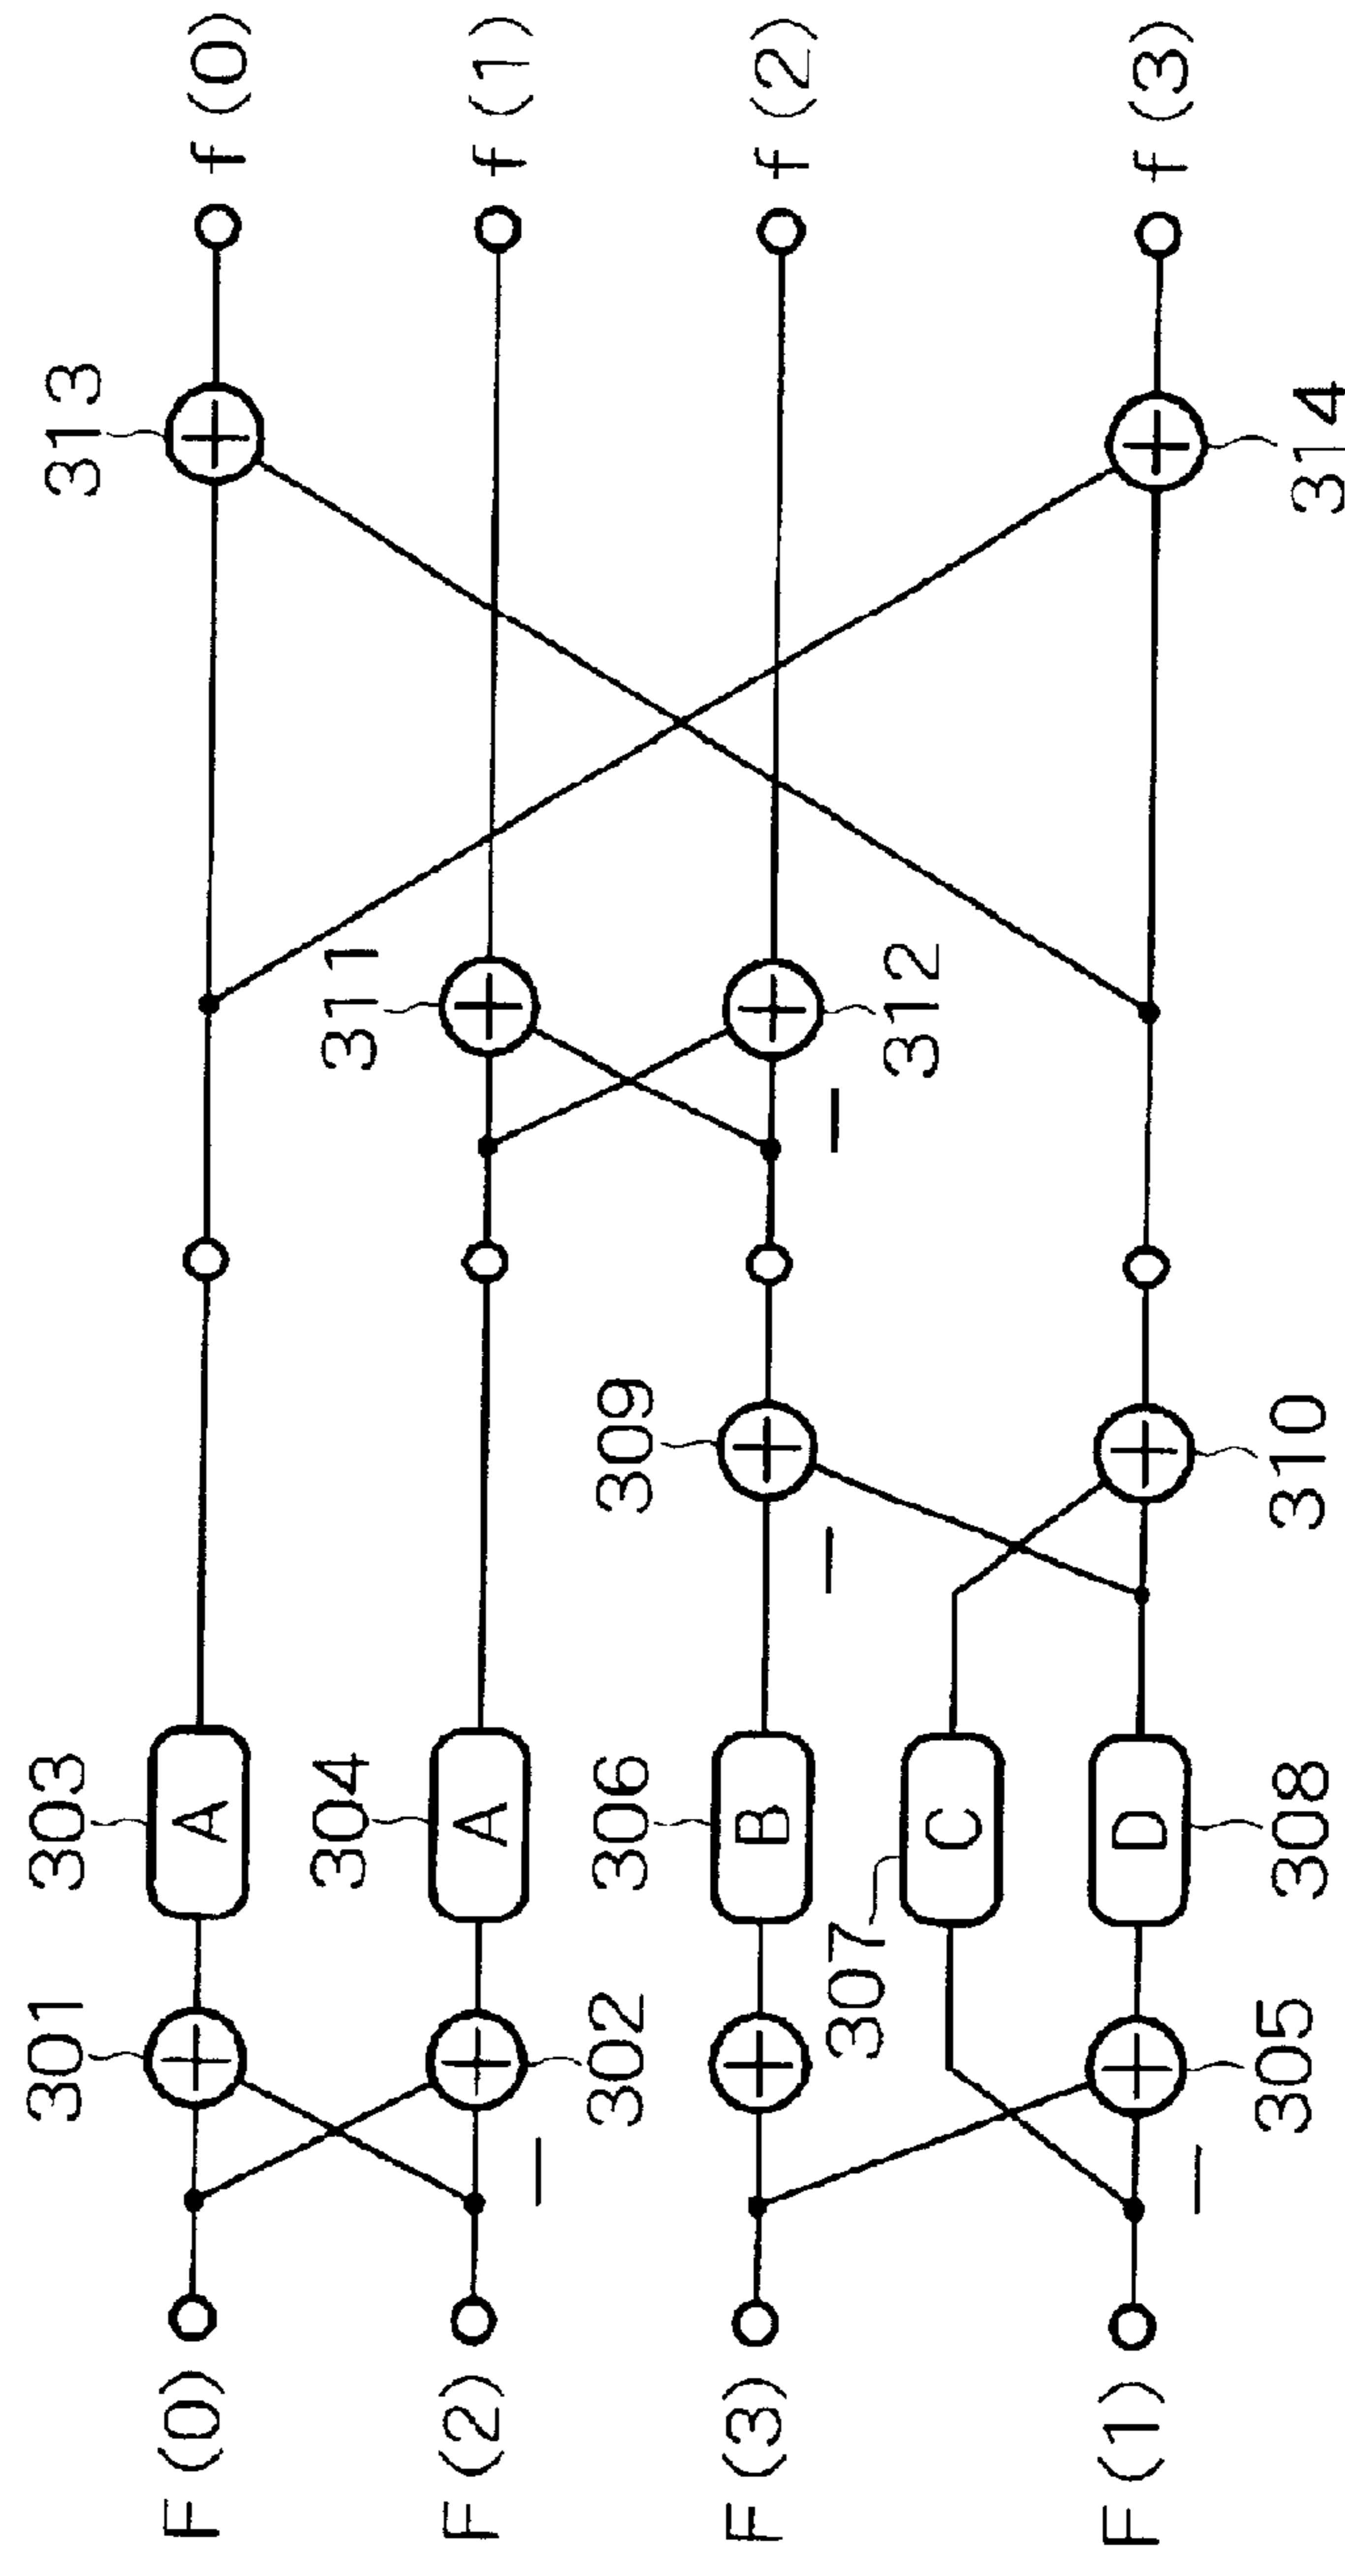 F(0)
301
303
A
313
f(0)
F(2)
302
304
A
311
f(1)
F(3)
306
B
309
312
f(2)
307
C
F(1)
305
308
D
310
314
f(3)